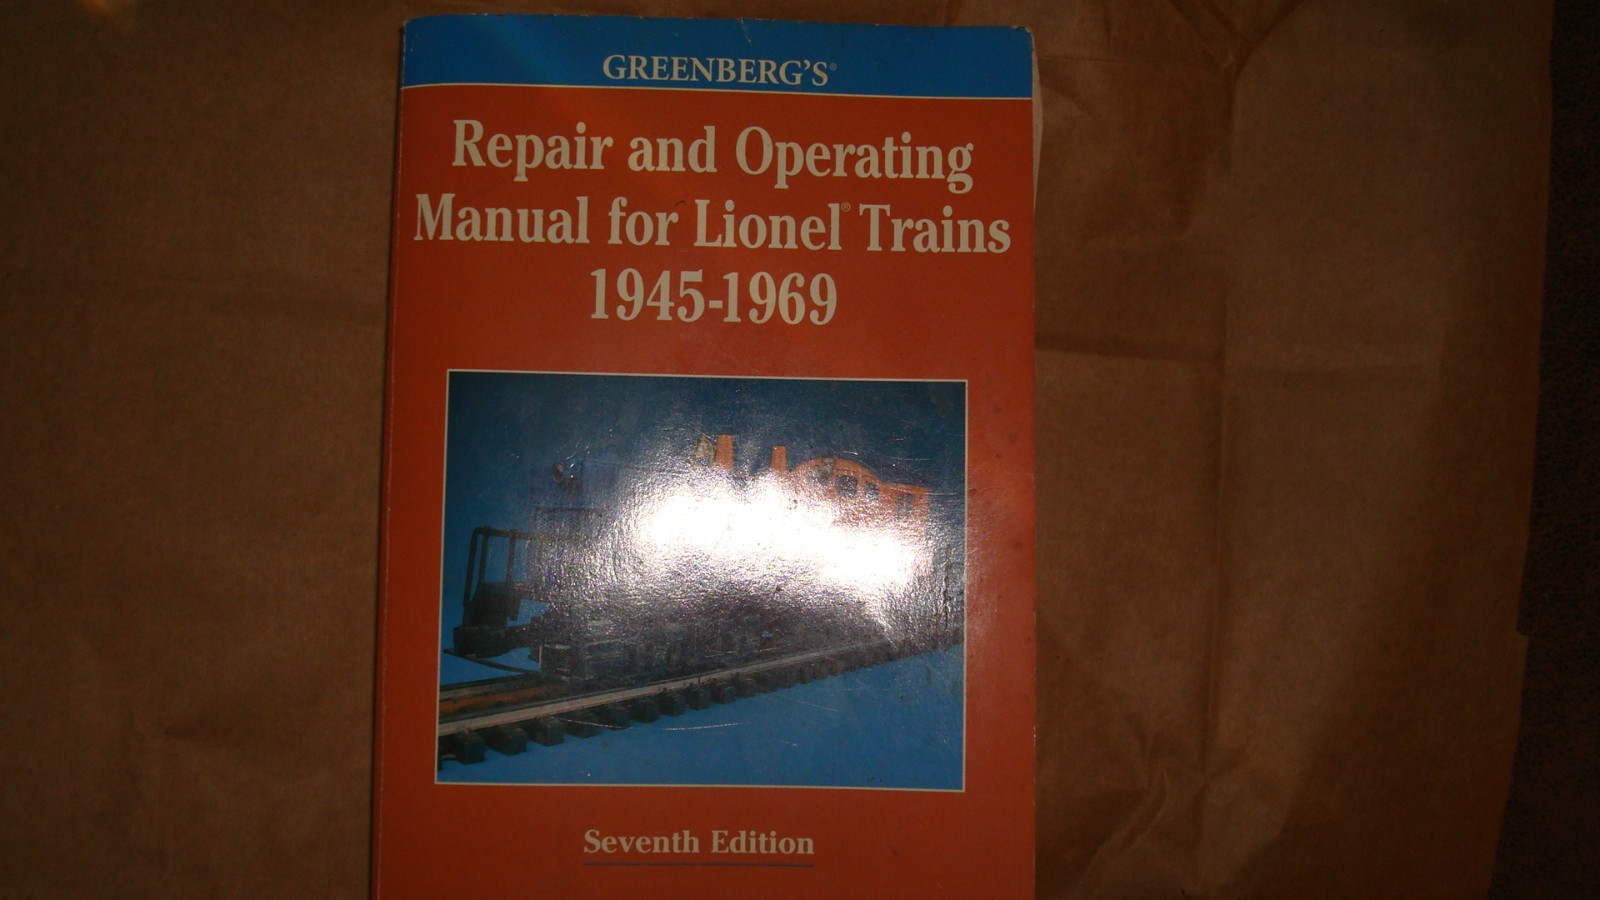 GREENBERG'S®
Repair and Operating
Manual for Lionel® Trains
1945-1969
Seventh Edition